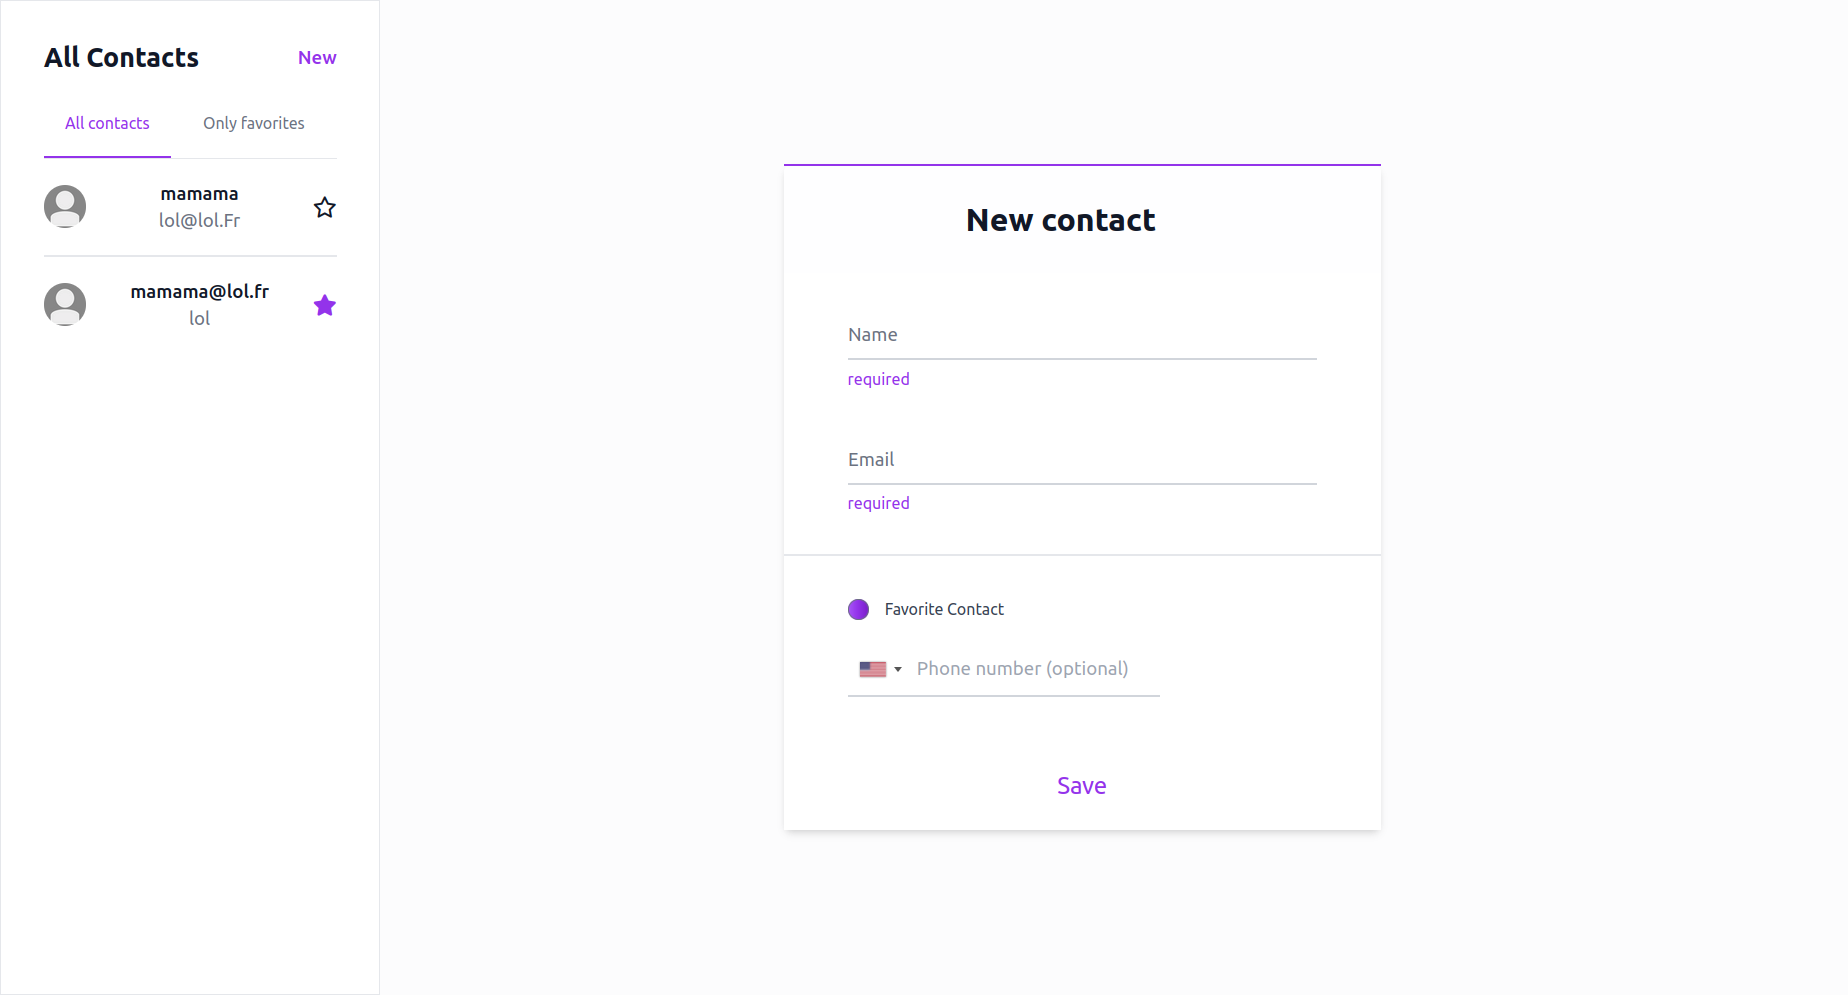 All Contacts
New
All contacts
Only favorites
mamama
lol@lol.Fr
mamama@lol.fr
lol
New contact
Name
required
Email
required
Favorite Contact
Phone number (optional)
Save